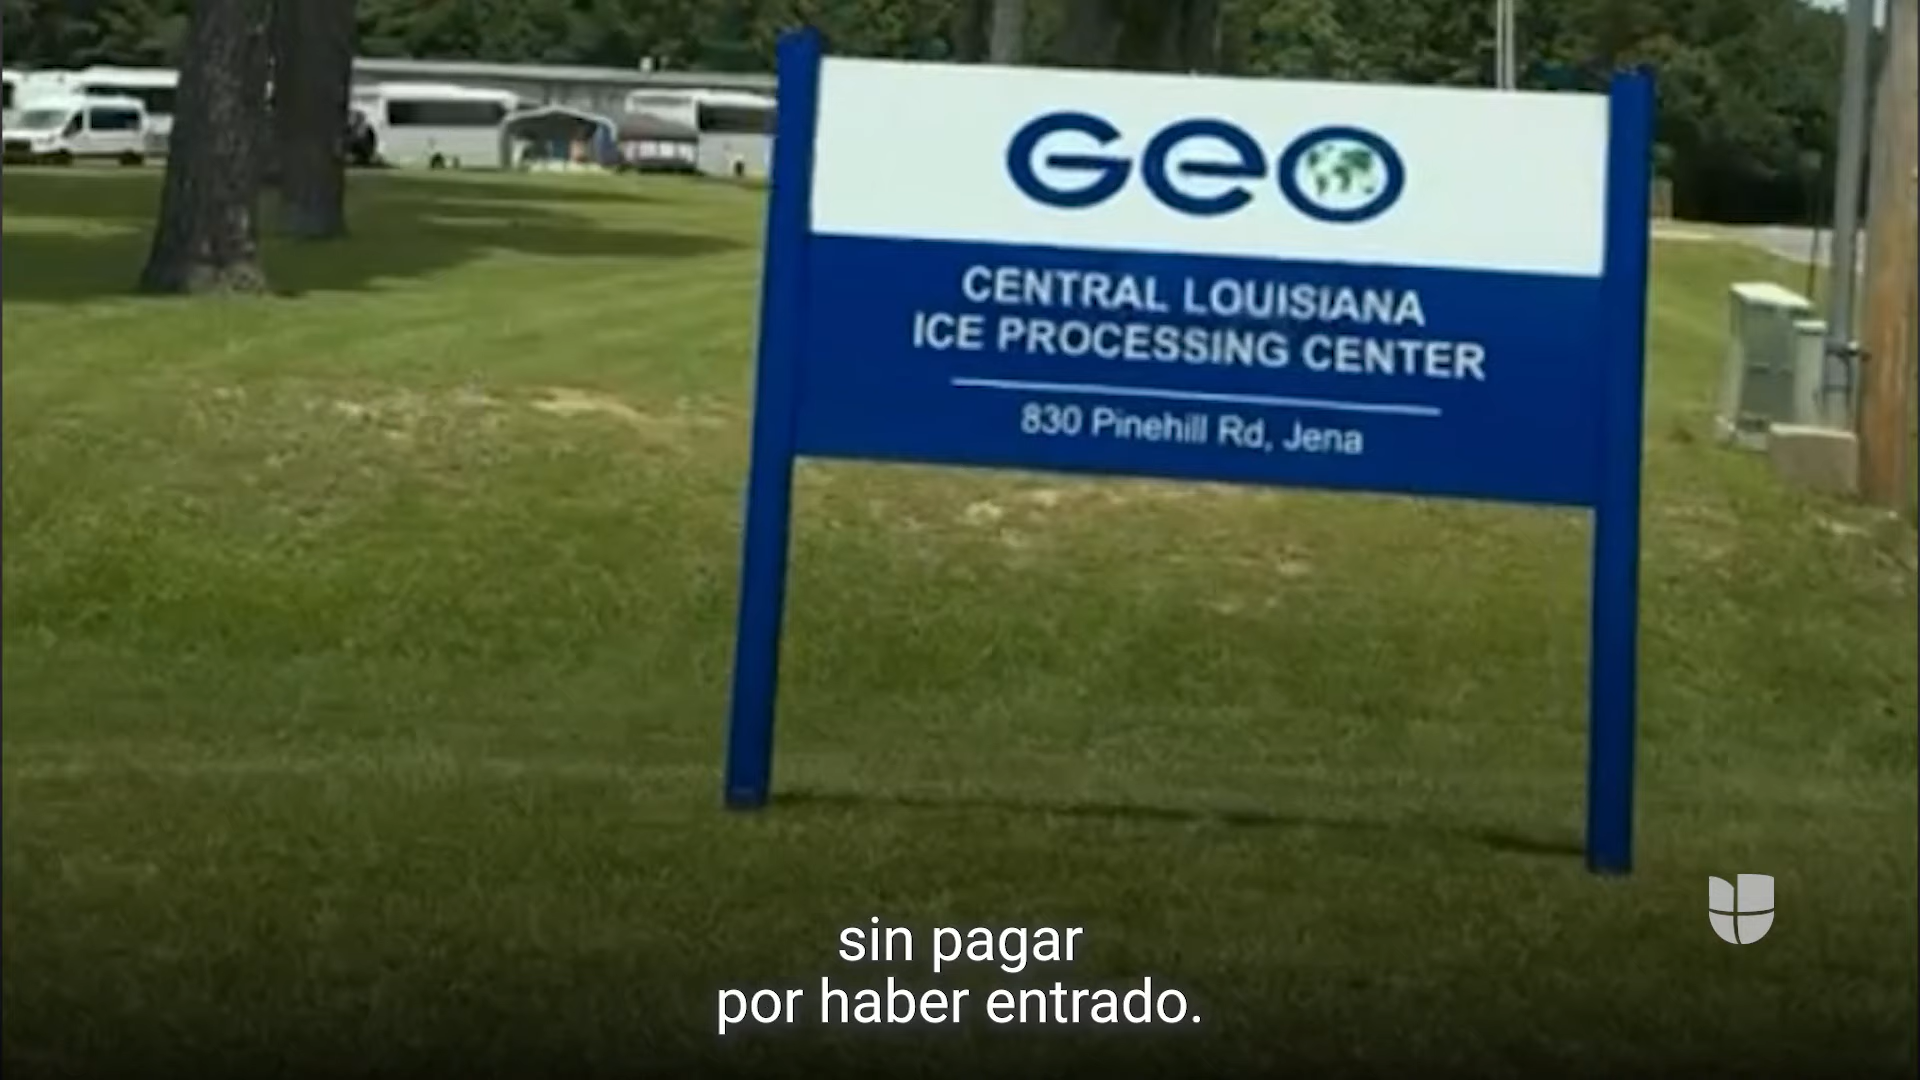 GEO
CENTRAL LOUISIANA
ICE PROCESSING CENTER
830 Pinehill Rd, Jena
sin pagar
por haber entrado.